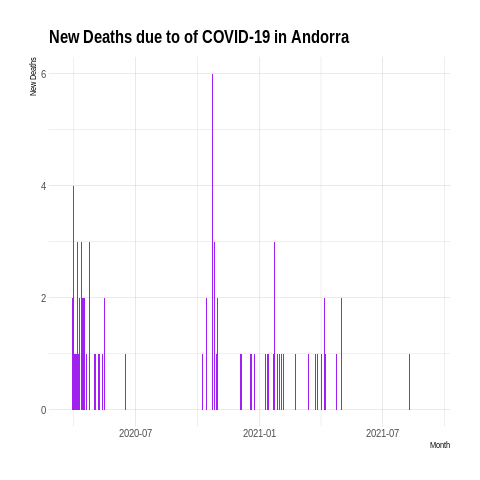 New Deaths due to of COVID-19 in Andorra
New Deaths
6
4
2
0
2020-07 2021-01 2021-07
Month